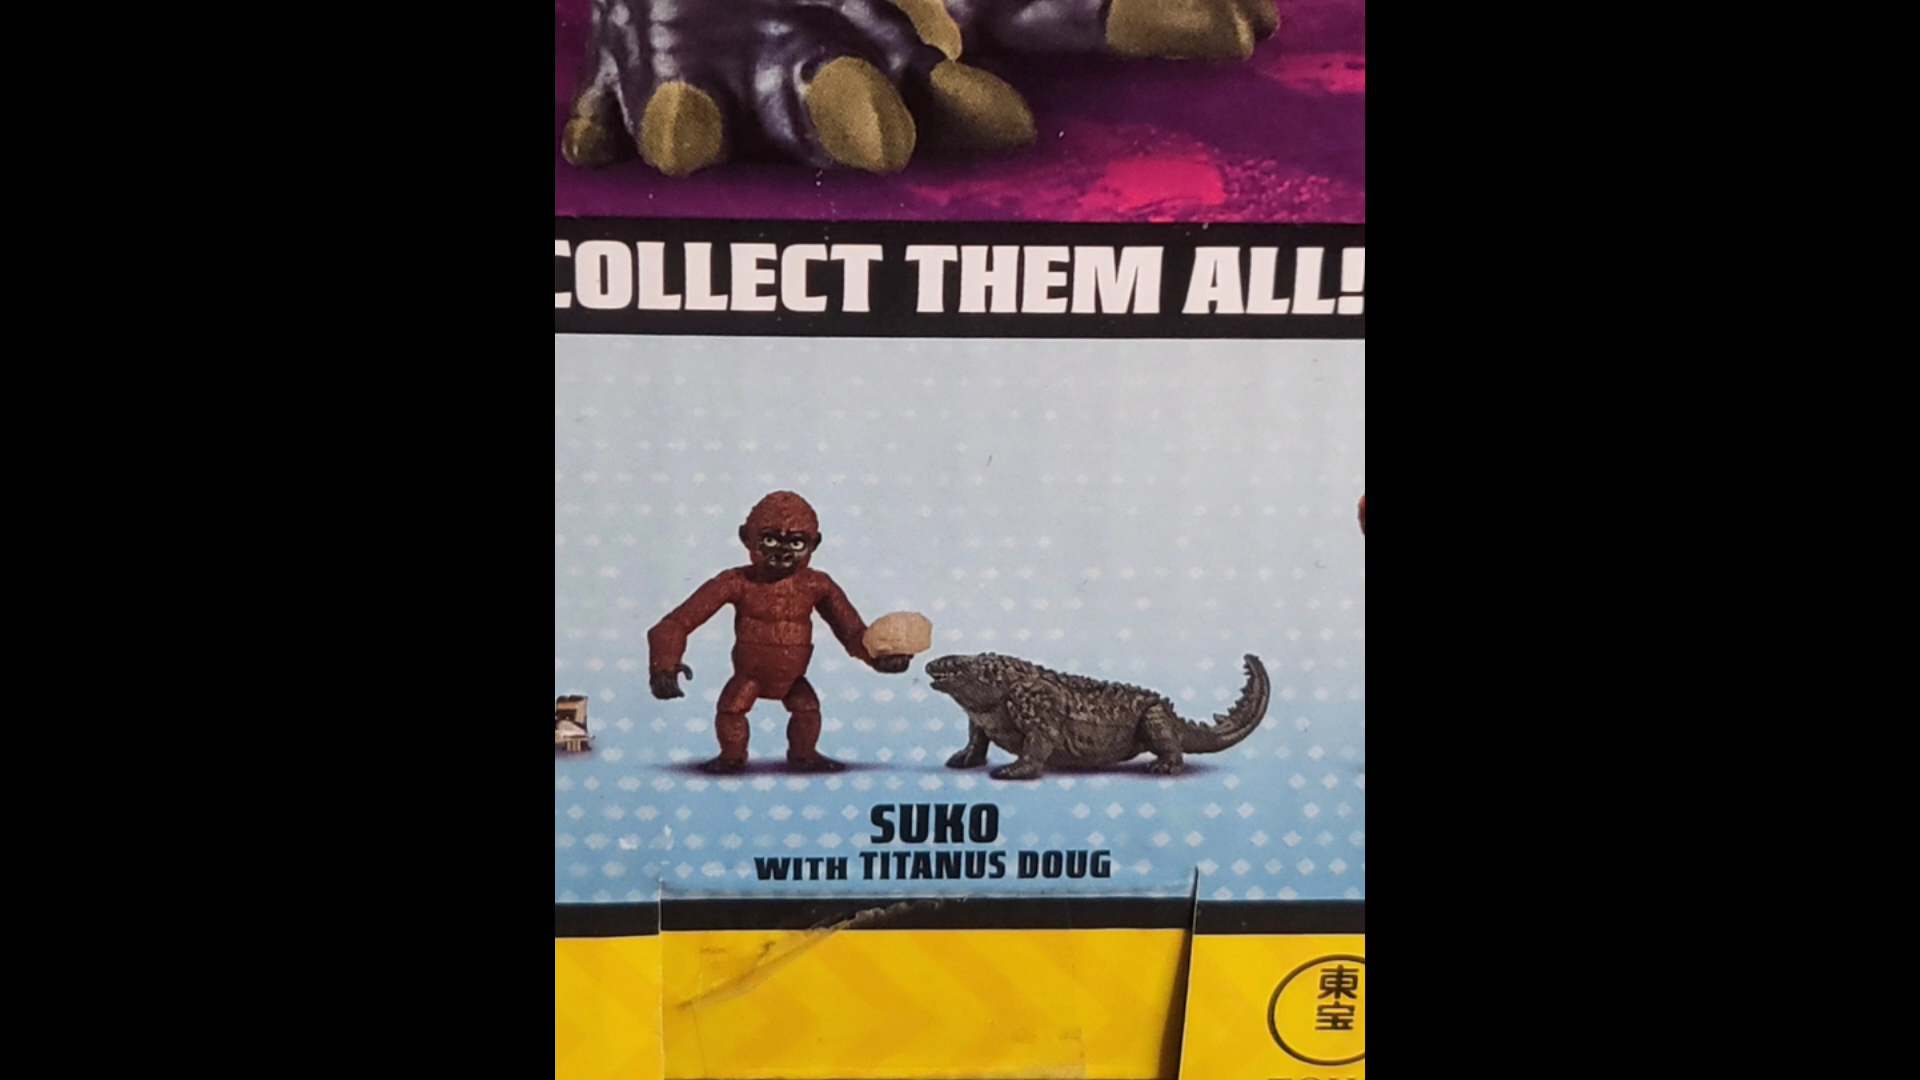 COLLECT THEM ALL!
SUKO
WITH TITANUS DOUG
東
宝